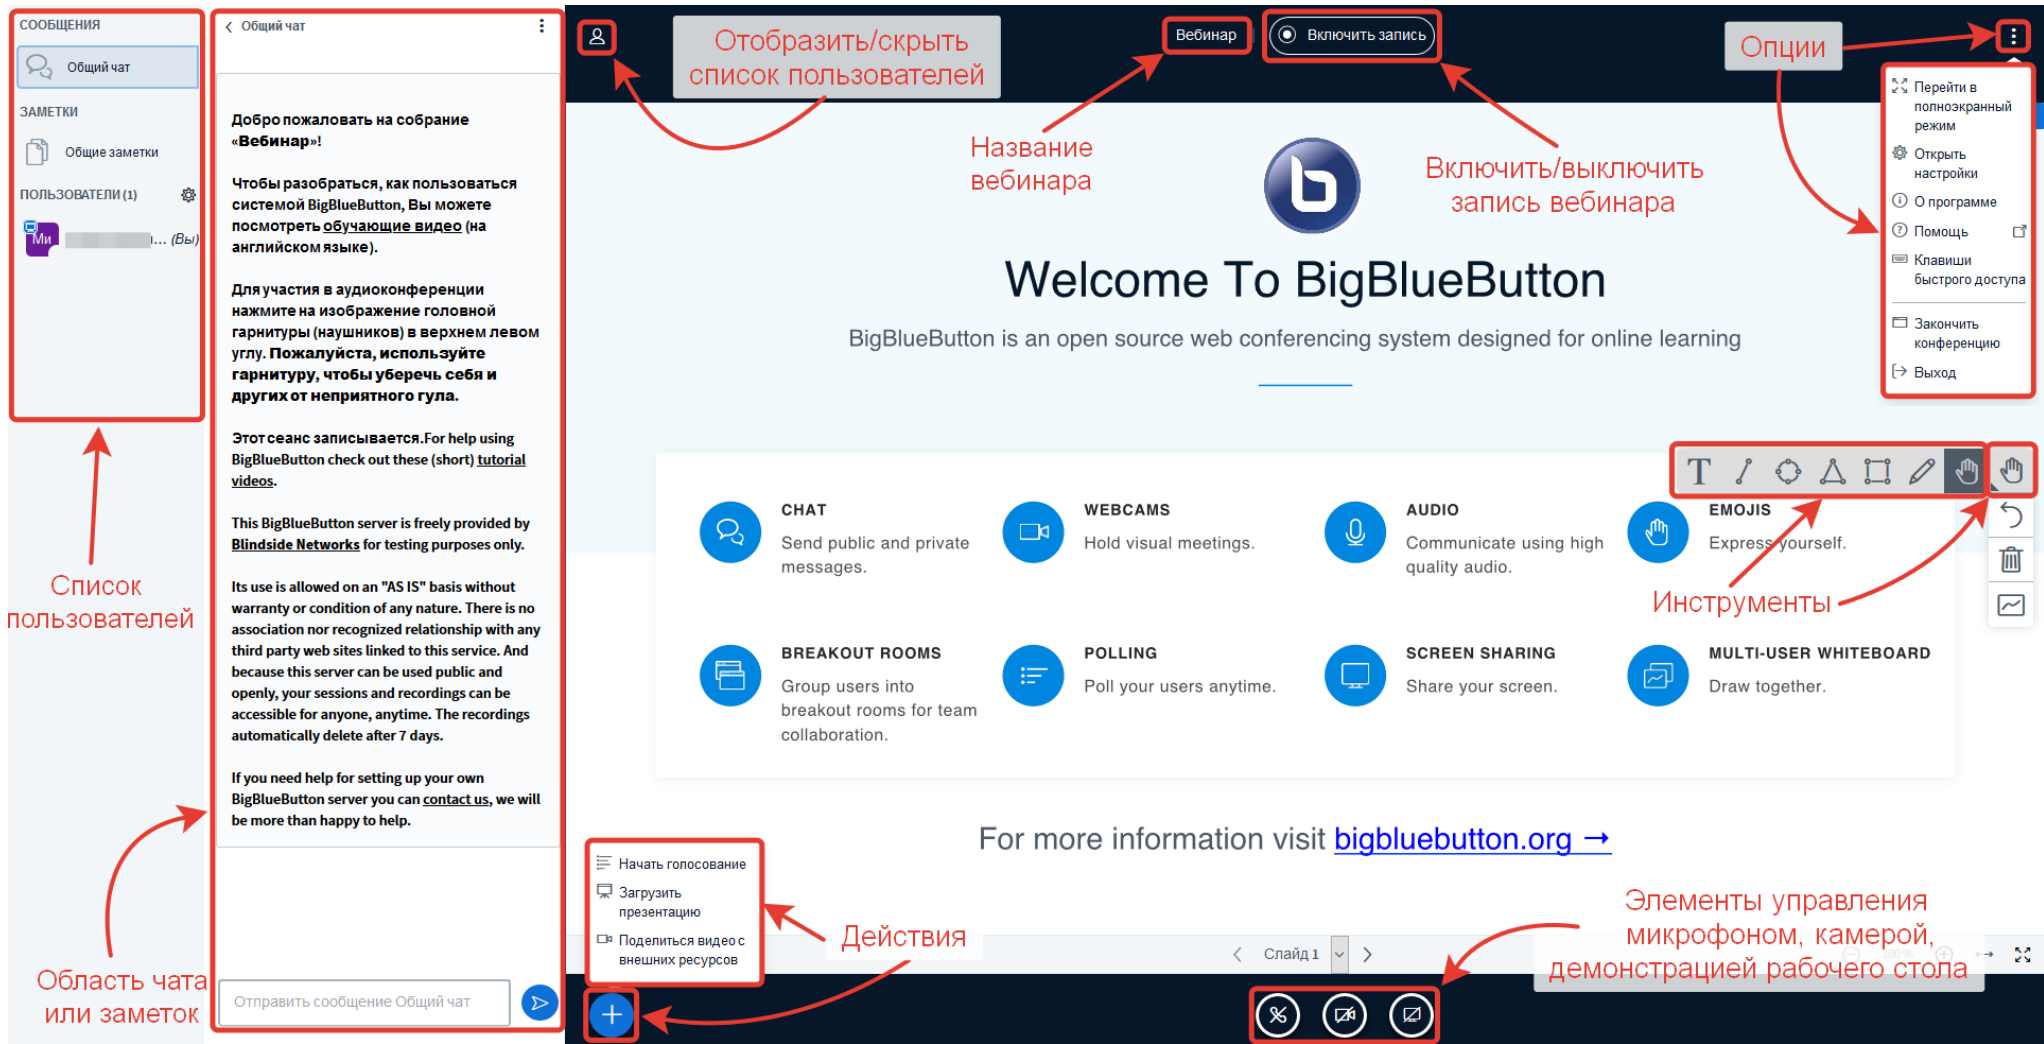 СООБЩЕНИЯ
Общий чат
ЗАМЕТКИ
Общие заметки
ПОЛЬЗОВАТЕЛИ (1)
Ми
... (Вы)
Список
пользователей
Область чата
или заметок
Общий чат
Добро пожаловать на собрание
«Вебинар»!
Чтобы разобраться, как пользоваться
системой BigBlueButton, Вы можете
посмотреть обучающие видео (на
английском языке).
Для участия в аудиоконференции
нажмите на изображение головной
гарнитуры (наушников) в верхнем левом
углу. Пожалуйста, используйте
гарнитуру, чтобы уберечь себя и
других от неприятного гула.
Этот сеанс записывается.For help using
BigBlueButton check out these (short) tutorial
videos.
This BigBlueButton server is freely provided by
Blindside Networks for testing purposes only.
Its use is allowed on an "AS IS" basis without
warranty or condition of any nature. There is no
association nor recognized relationship with any
third party web sites linked to this service. And
because this server can be used public and
openly, your sessions and recordings can be
accessible for anyone, anytime. The recordings
automatically delete after 7 days.
If you need help for setting up your own
BigBlueButton server you can contact us, we will
be more than happy to help.
Отправить сообщение Общий чат
Отобразить/скрыть
список пользователей
Вебинар
Включить запись
Опции
Название
вебинара
Включить/выключить
запись вебинара
Перейти в
полноэкранный
режим
Открыть
настройки
О программе
Помощь
Клавиши
быстрого доступа
Закончить
конференцию
Выход
Welcome To BigBlueButton
BigBlueButton is an open source web conferencing system designed for online learning
T
CHAT
Send public and private
messages.
WEBCAMS
Hold visual meetings.
AUDIO
Communicate using high
quality audio.
EMOJIS
Express yourself.
Инструменты
BREAKOUT ROOMS
Group users into
breakout rooms for team
collaboration.
POLLING
Poll your users anytime.
SCREEN SHARING
Share your screen.
MULTI-USER WHITEBOARD
Draw together.
For more information visit bigbluebutton.org →
Начать голосование
Загрузить
презентацию
Поделиться видео с
внешних ресурсов
Действия
Слайд 1
Элементы управления
микрофоном, камерой,
демонстрацией рабочего стола
100%